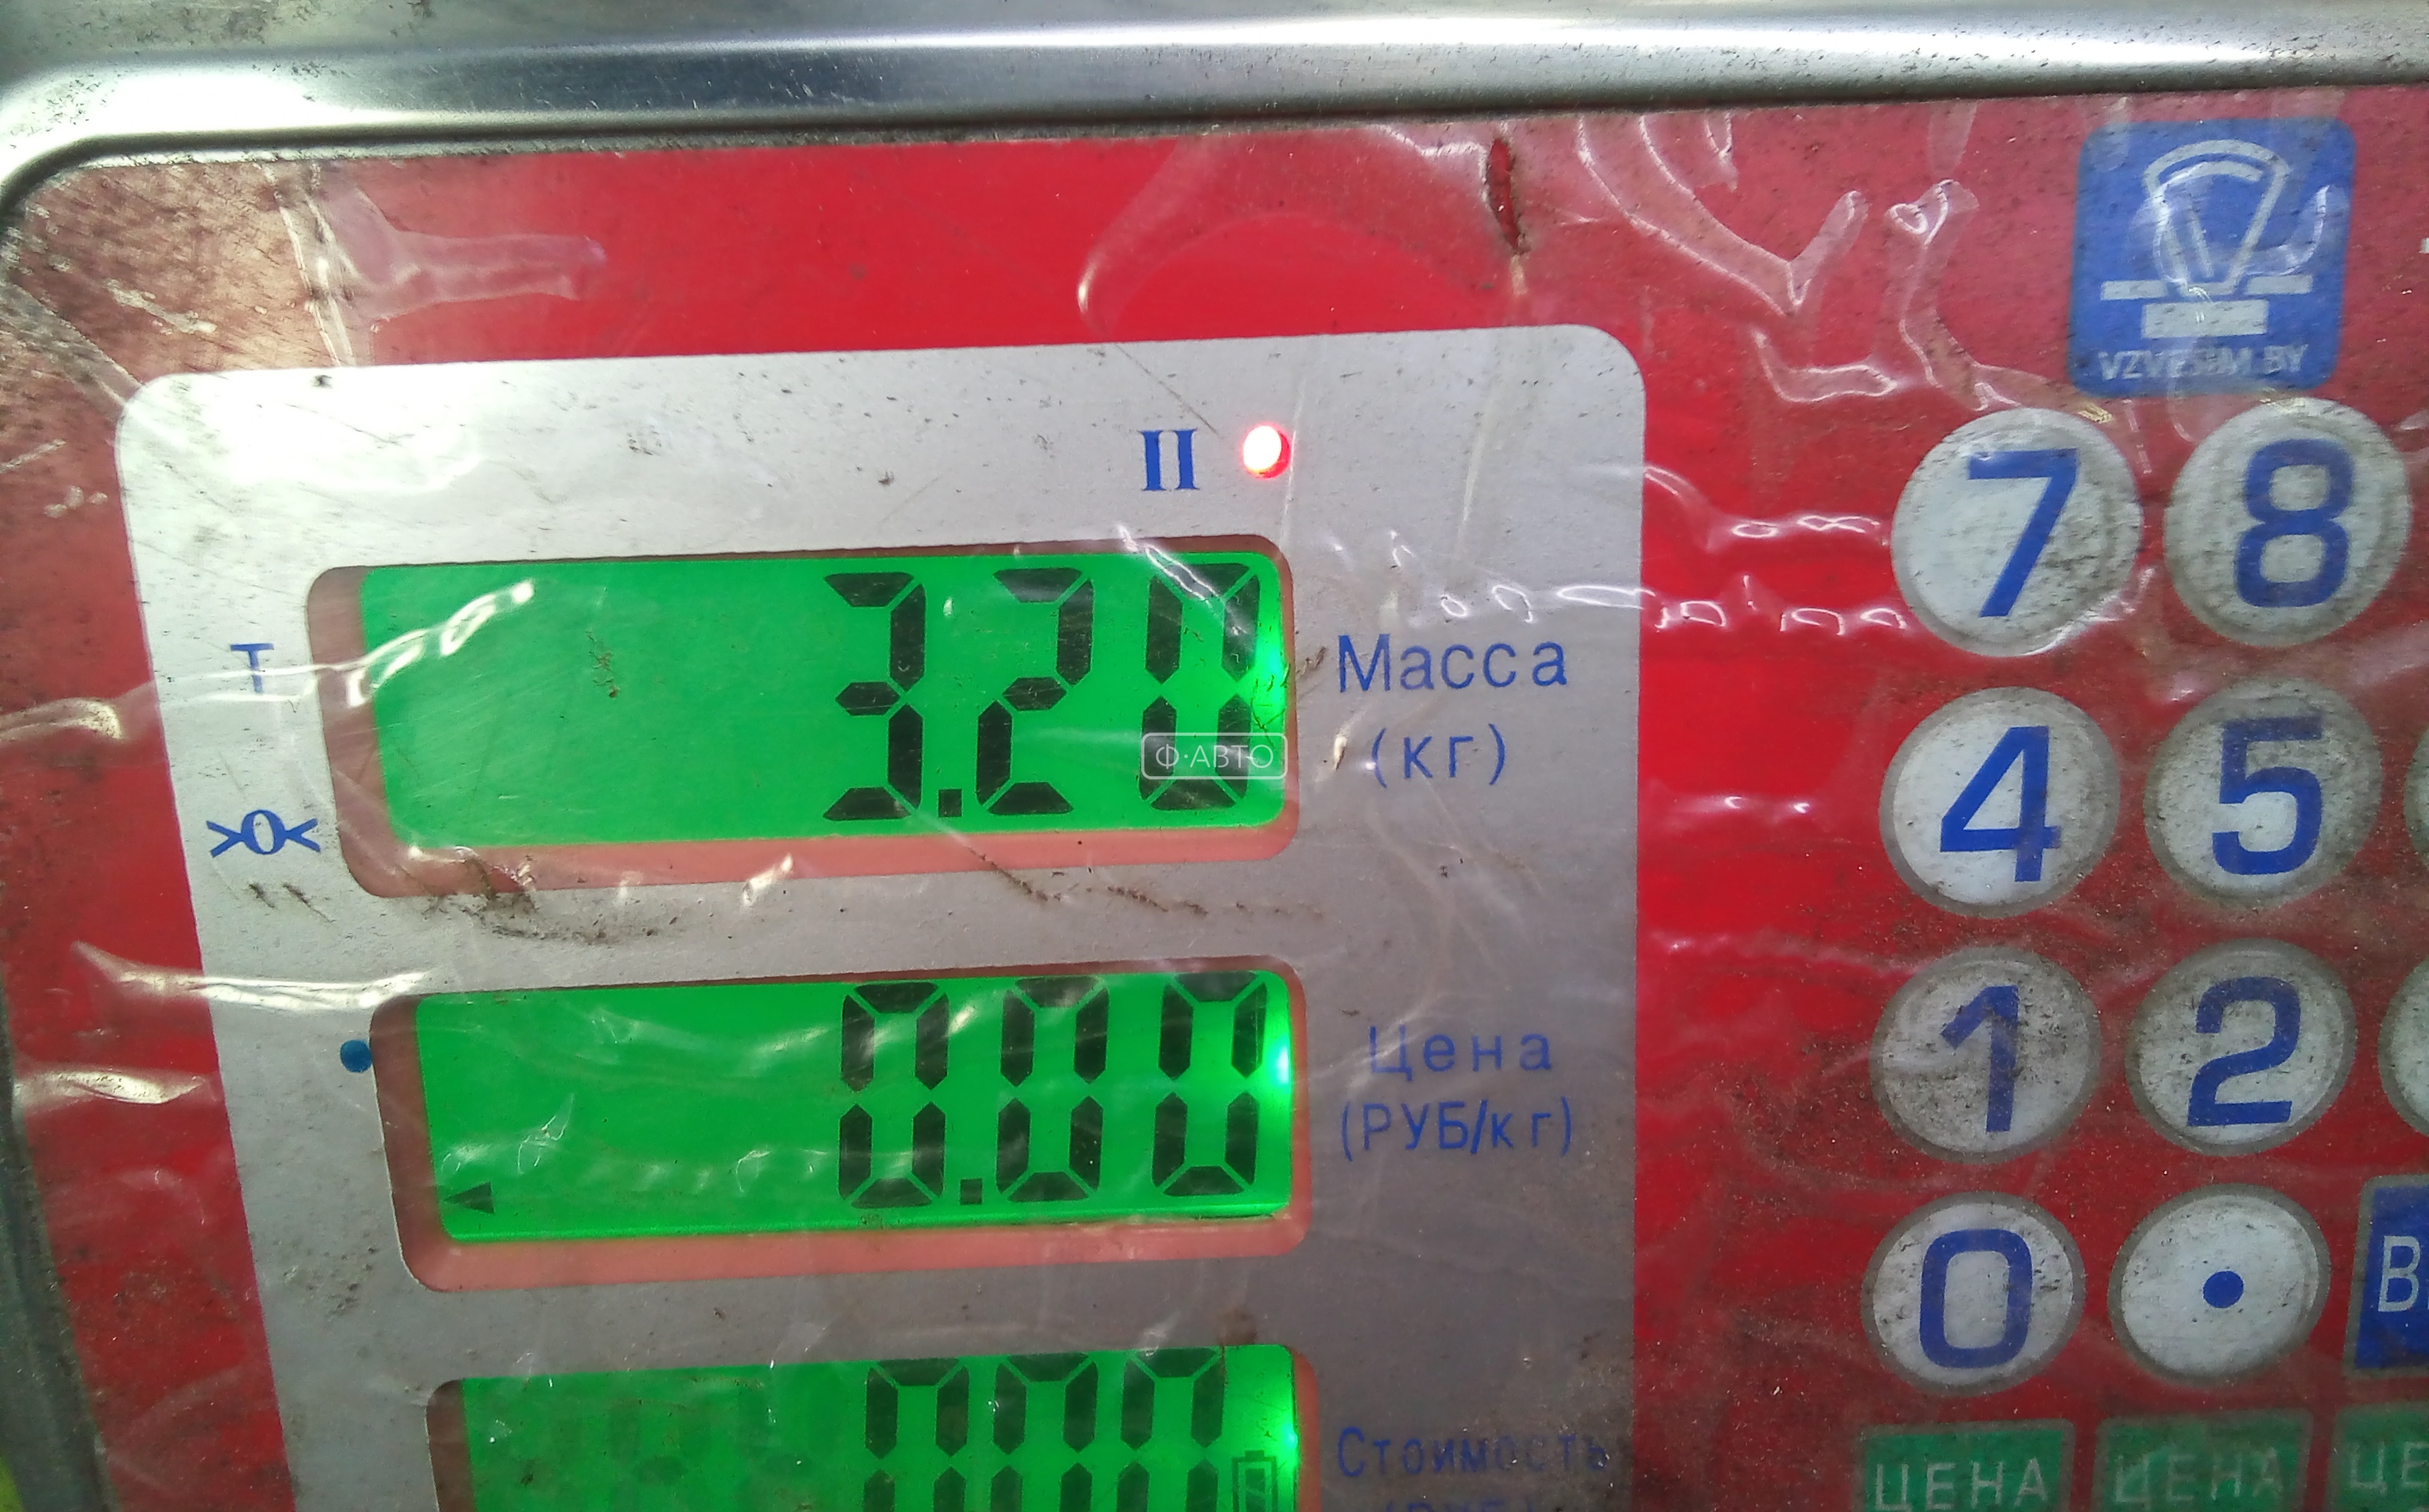 VZVESIM.BY
II
7 8
T
3.20
Масса
(кг)
Ф·АВТО
>0<
4 5
0.00
Цена
(РУБ/кг)
1 2
0 .
В
Стоимость
ЦЕНА ЦЕНА ЦЕ